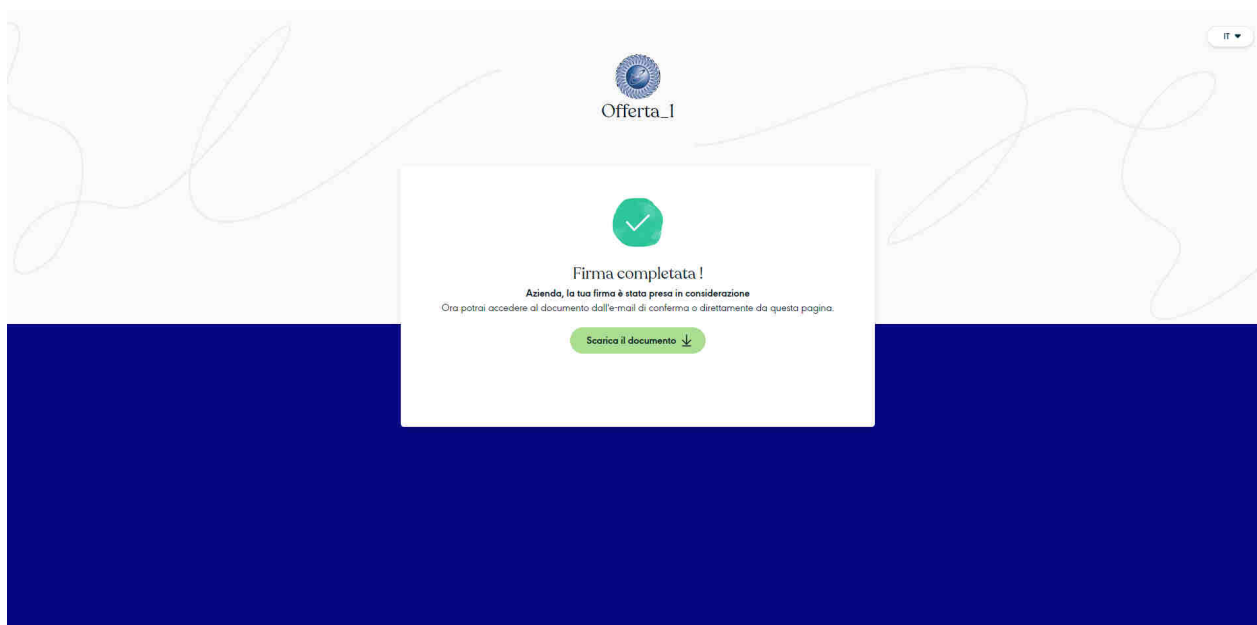 IT
Offerta_1
Firma completata !
Azienda, la tua firma è stata presa in considerazione
Ora potrai accedere al documento dall'e-mail di conferma o direttamente da questa pagina.
Scarica il documento